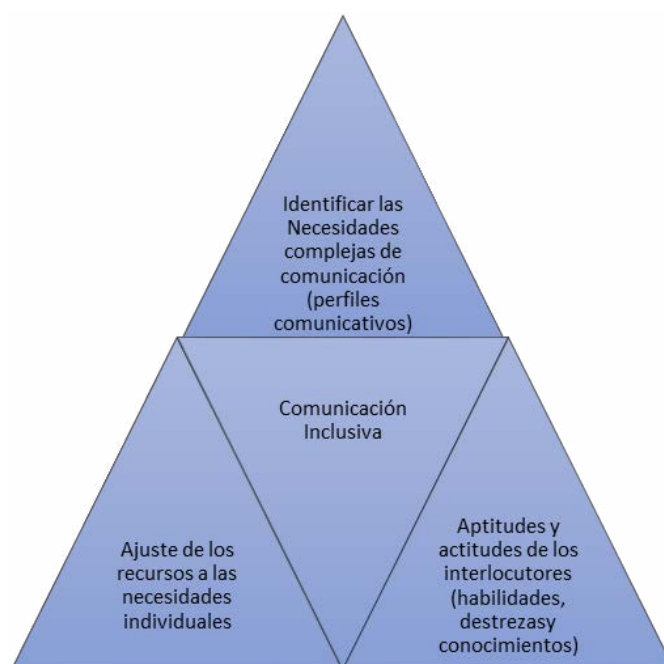 Identificar las
Necesidades
complejas de
comunicación
(perfiles
comunicativos)
Comunicación
Inclusiva
Ajuste de los
recursos a las
necesidades
individuales
Aptitudes y
actitudes de los
interlocutores
(habilidades,
destrezasy
conocimientos)